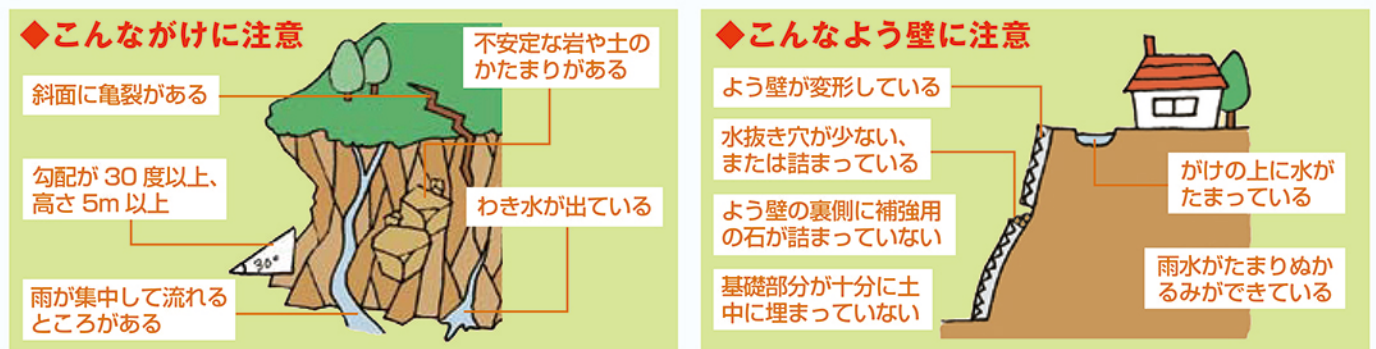 ◆こんながけに注意
斜面に亀裂がある
不安定な岩や土の
かたまりがある
勾配が30度以上、
高さ5m以上
30°
わき水が出ている
雨が集中して流れる
ところがある
◆こんなよう壁に注意
よう壁が変形している
水抜き穴が少ない、
または詰まっている
よう壁の裏側に補強用
の石が詰まっていない
基礎部分が十分に土
中に埋まっていない
がけの上に水が
たまっている
雨水がたまりぬか
るみができている